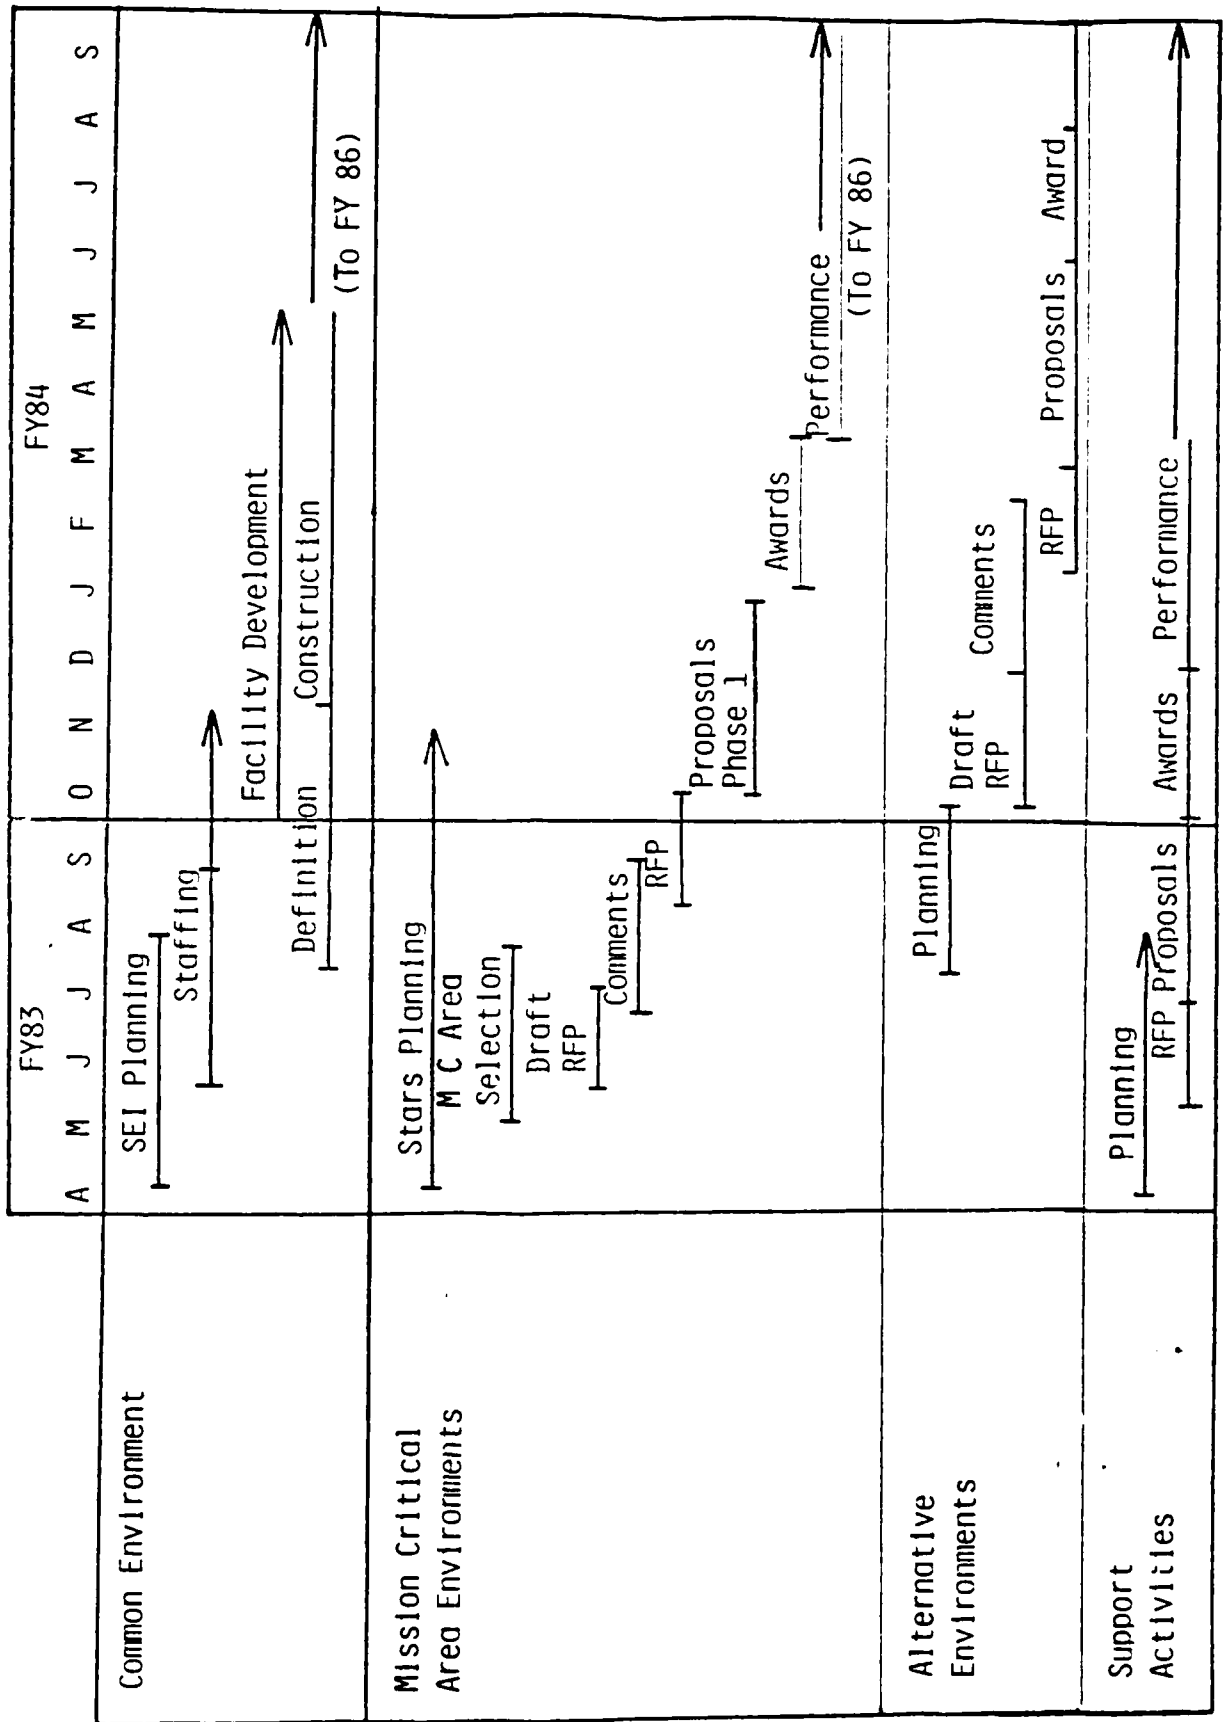 FY83
FY84
A M J J A S O N D J F M A M J J A S
Common Environment
SEI Planning
Staffing
Facility Development
Definition
Construction
(To FY 86)
Mission Critical
Area Environments
Stars Planning
M C Area
Selection
Draft
RFP
Comments
RFP
Proposals
Phase 1
Awards
Performance
(To FY 86)
Alternative
Environments
Planning
Draft
RFP
Comments
RFP
Proposals
Award
Support
Activities
Planning
RFP
Proposals
Awards
Performance